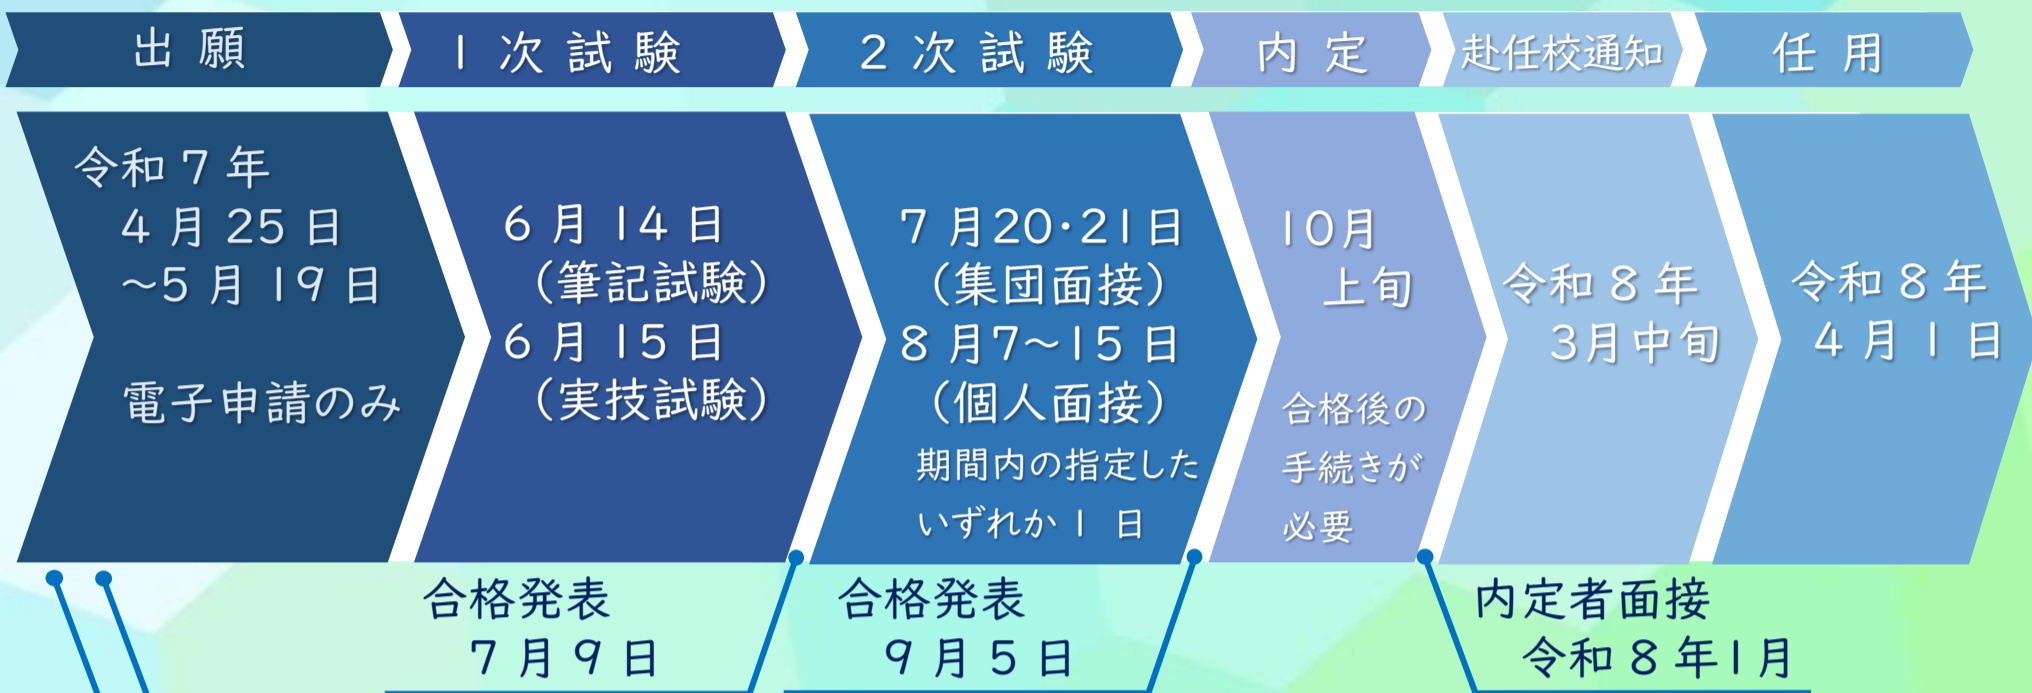 出願
1次試験
2次試験
内定
赴任校通知
任用
令和7年
4月25日
~5月19日
電子申請のみ
6月14日
(筆記試験)
6月15日
(実技試験)
7月20・21日
(集団面接)
8月7~15日
(個人面接)
期間内の指定した
いずれか1日
10月
上旬
合格後の
手続きが
必要
令和8年
3月中旬
令和8年
4月1日
合格発表
7月9日
合格発表
9月5日
内定者面接
令和8年1月